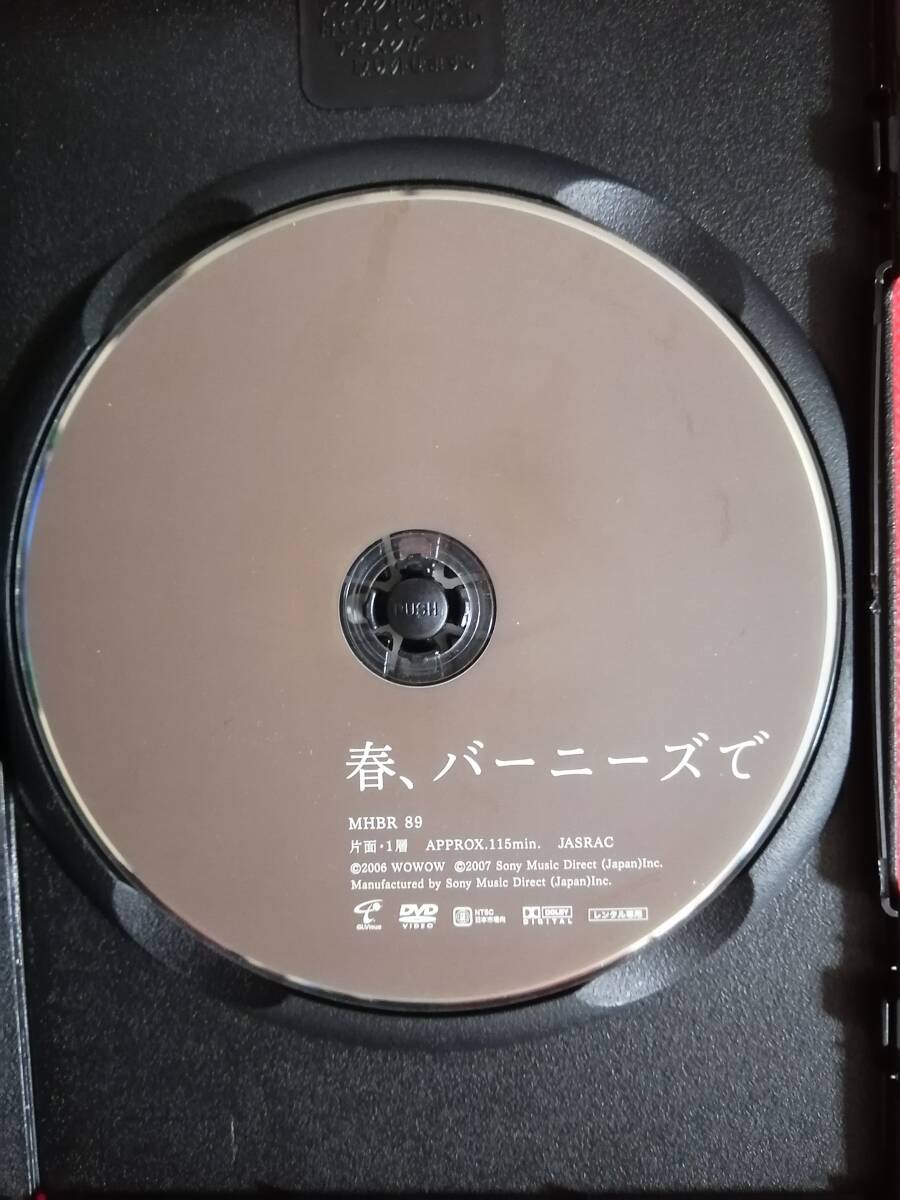 PUSH
春、バーニーズで
MHBR 89
片面・1層 APPROX.115min. JASRAC
©2006 WOWOW ©2007 Sony Music Direct (Japan)Inc.
Manufactured by Sony Music Direct (Japan)Inc.
DVD VIDEO
2 NTSC 日本市場向
DOLBY DIGITAL
レンタル専用